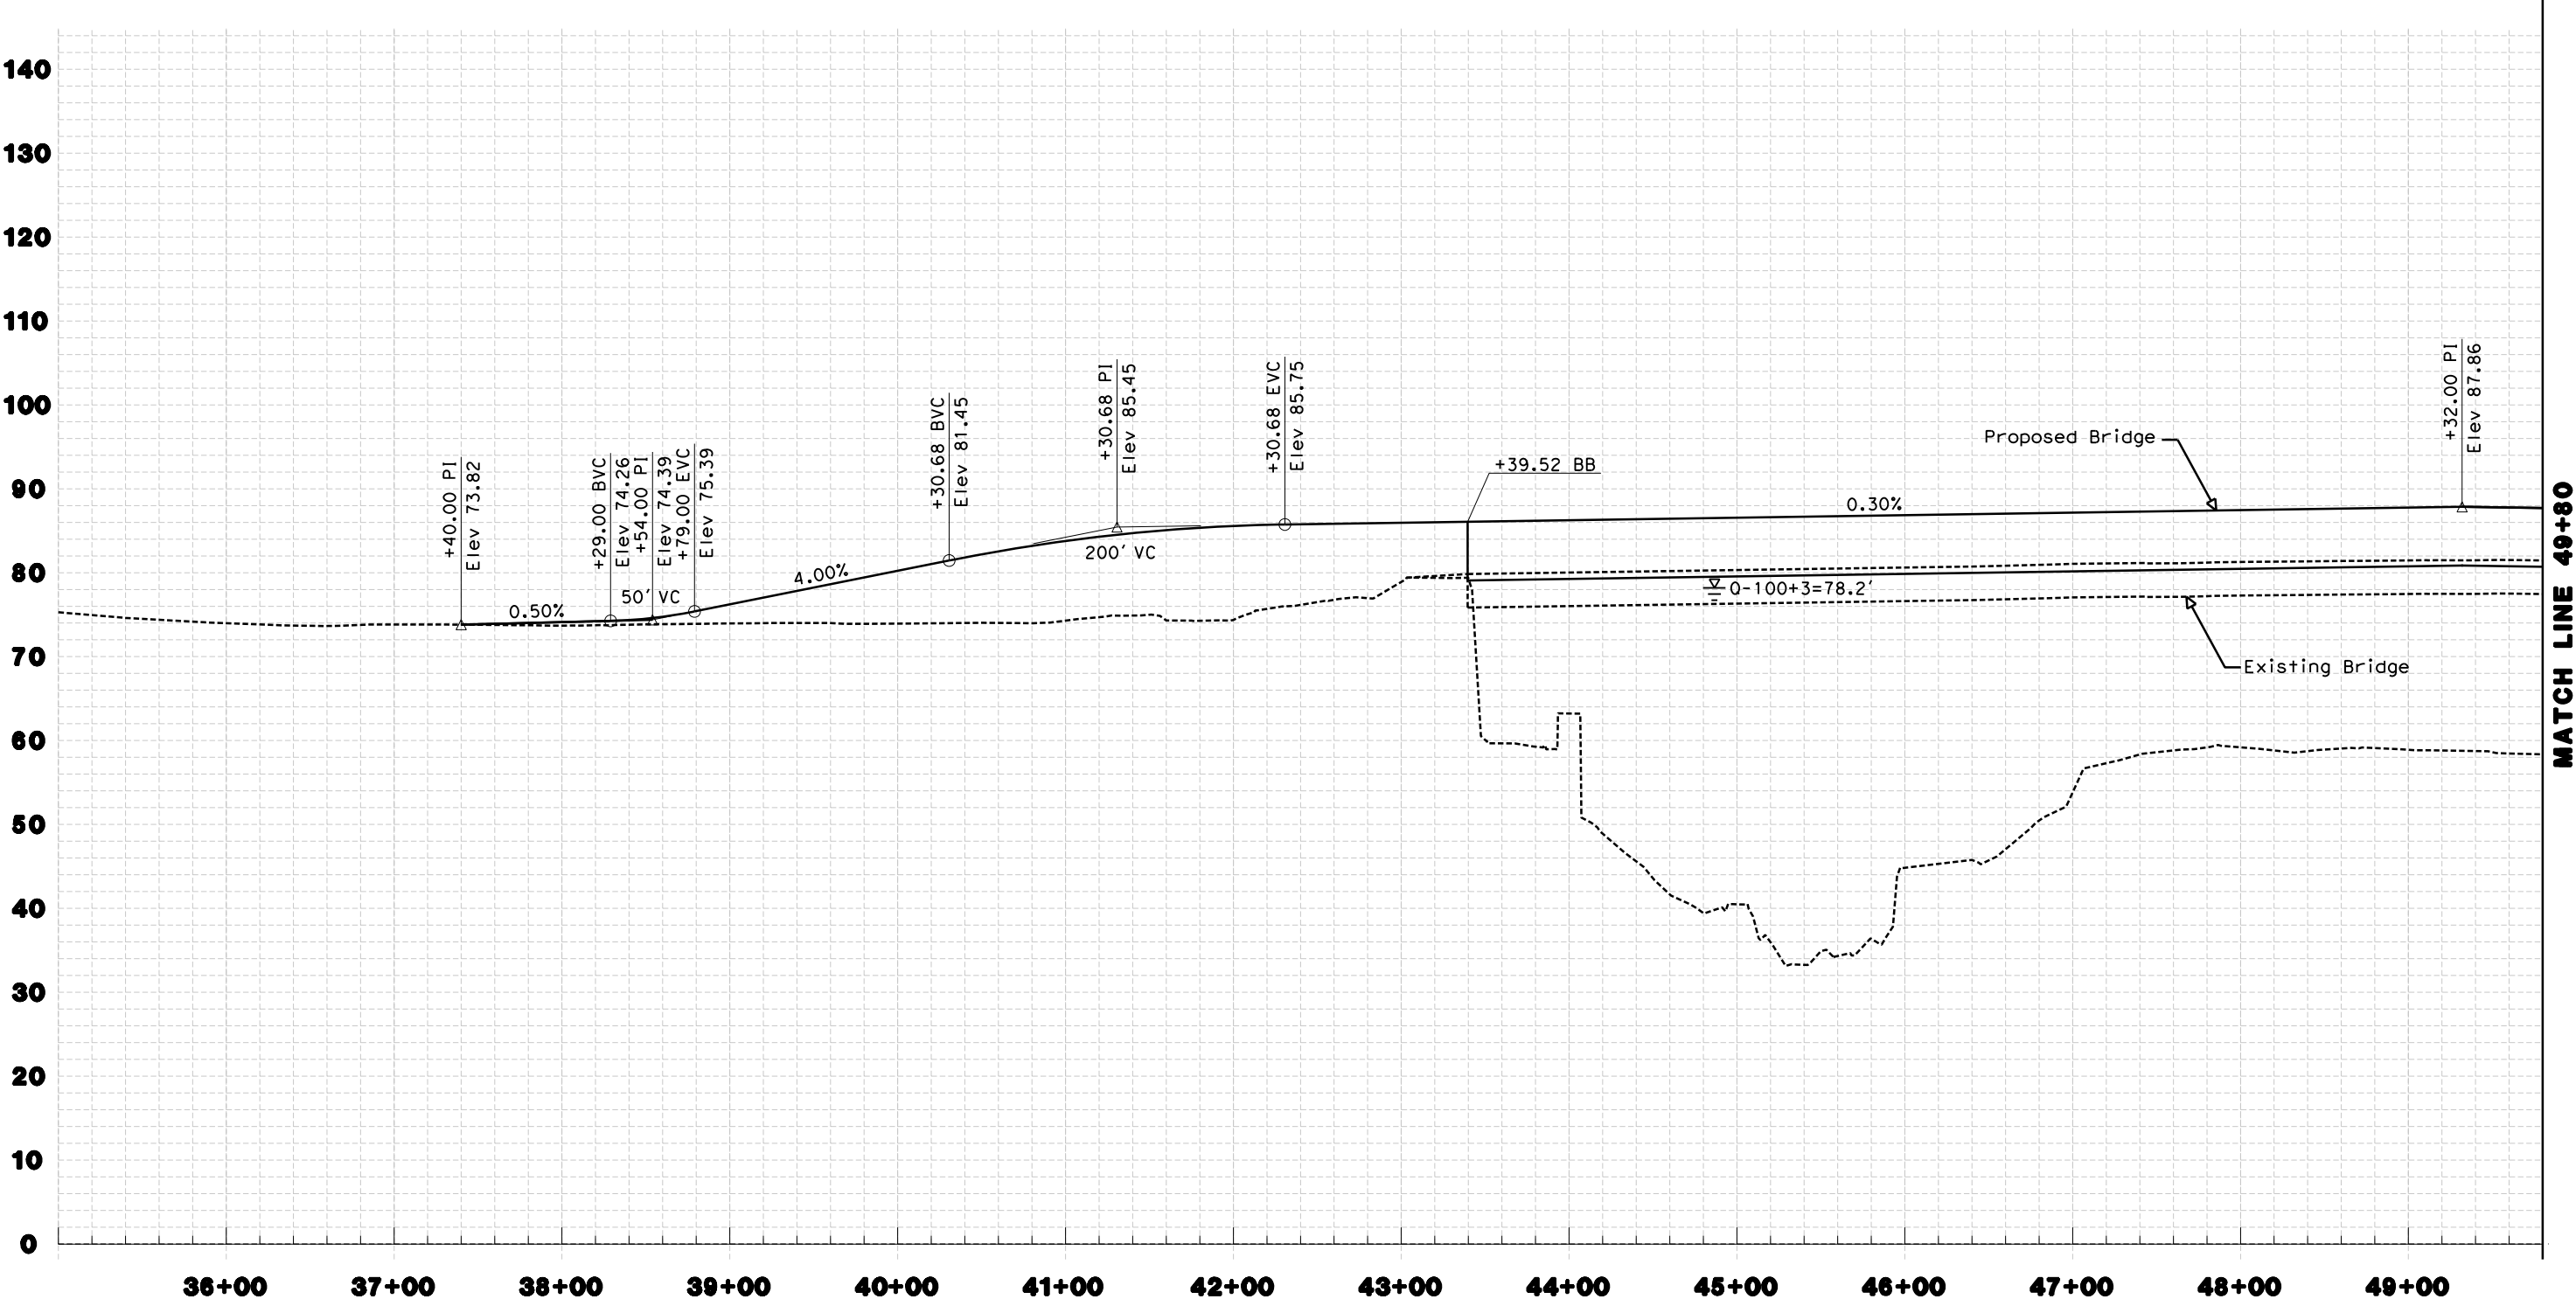 140
130
120
110
100
90
80
70
60
50
40
30
20
10
0
+40.00 PI
Elev 73.82
0.50%
+29.00 BVC
Elev 74.26
+54.00 PI
Elev 74.39
+79.00 EVC
Elev 75.39
50' VC
4.00%
+30.68 BVC
Elev 81.45
+30.68 PI
Elev 85.45
200' VC
+30.68 EVC
Elev 85.75
+39.52 BB
0.30%
Proposed Bridge
+32.00 PI
Elev 87.86
Q-100+3=78.2'
Existing Bridge
MATCH LINE 49+80
36+00
37+00
38+00
39+00
40+00
41+00
42+00
43+00
44+00
45+00
46+00
47+00
48+00
49+00